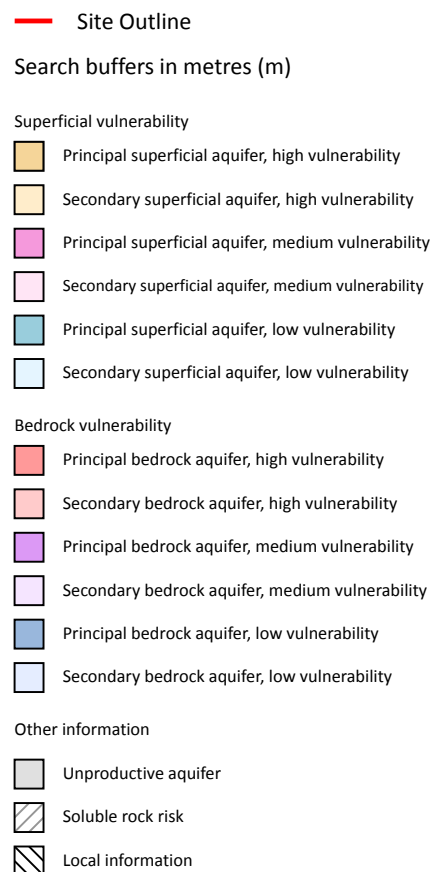 Site Outline
Search buffers in metres (m)
Superficial vulnerability
Principal superficial aquifer, high vulnerability
Secondary superficial aquifer, high vulnerability
Principal superficial aquifer, medium vulnerability
Secondary superficial aquifer, medium vulnerability
Principal superficial aquifer, low vulnerability
Secondary superficial aquifer, low vulnerability
Bedrock vulnerability
Principal bedrock aquifer, high vulnerability
Secondary bedrock aquifer, high vulnerability
Principal bedrock aquifer, medium vulnerability
Secondary bedrock aquifer, medium vulnerability
Principal bedrock aquifer, low vulnerability
Secondary bedrock aquifer, low vulnerability
Other information
Unproductive aquifer
Soluble rock risk
Local information